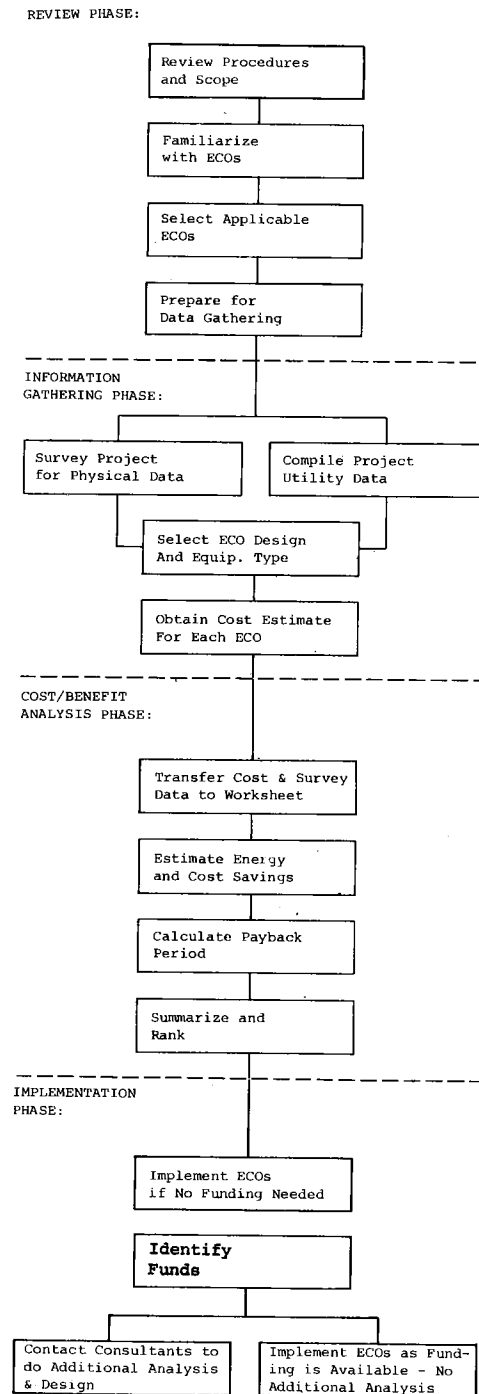 REVIEW PHASE:
Review Procedures
and Scope
Familiarize
with ECOs
Select Applicable
ECOs
Prepare for
Data Gathering
INFORMATION
GATHERING PHASE:
Survey Project
for Physical Data
Compile Project
Utility Data
Select ECO Design
And Equip. Type
Obtain Cost Estimate
For Each ECO
COST/BENEFIT
ANALYSIS PHASE:
Transfer Cost & Survey
Data to Worksheet
Estimate Energy
and Cost Savings
Calculate Payback
Period
Summarize and
Rank
IMPLEMENTATION
PHASE:
Implement ECOs
if No Funding Needed
Identify
Funds
Contact Consultants to
do Additional Analysis
& Design
Implement ECOs as Fund-
ing is Available - No
Additional Analysis